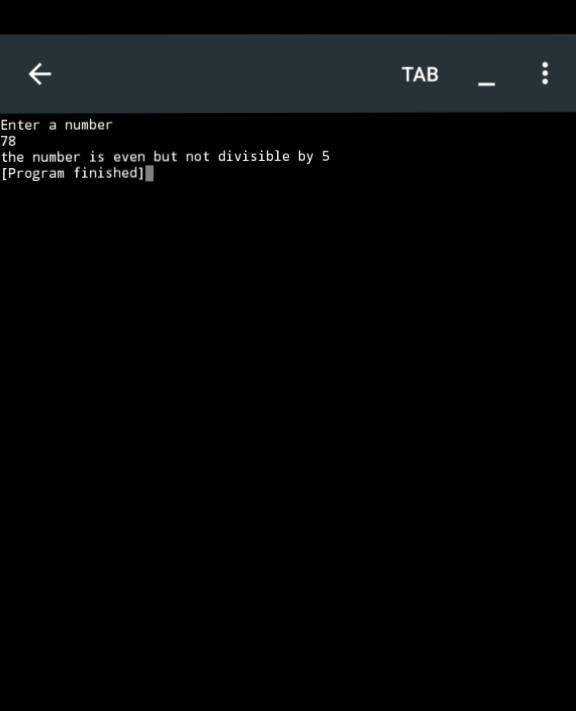 TAB
Enter a number
78
the number is even but not divisible by 5
[Program finished]